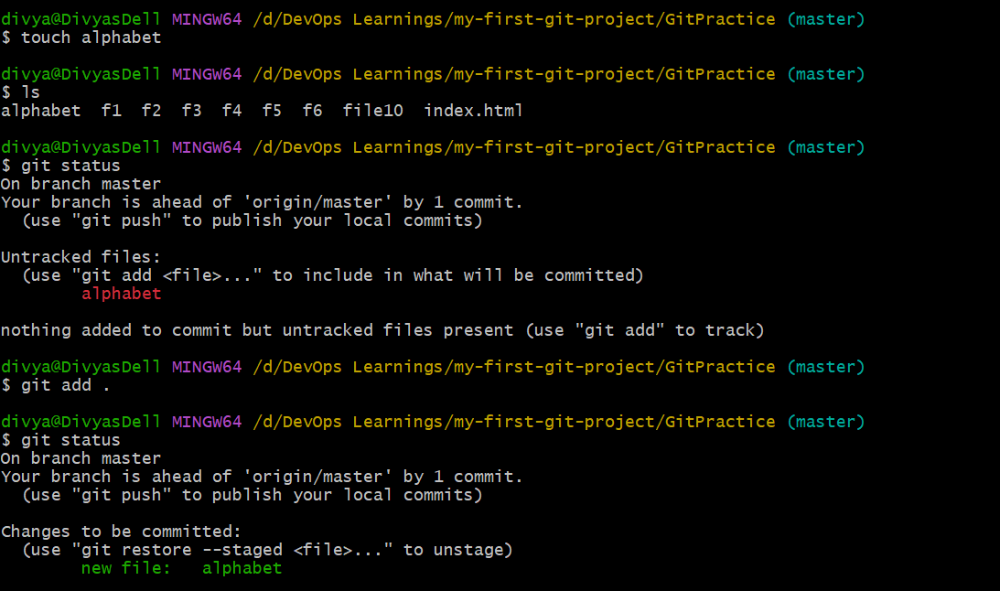 divya@DivyasDell MINGW64 /d/DevOps Learnings/my-first-git-project/GitPractice (master)
$ touch alphabet
divya@DivyasDell MINGW64 /d/DevOps Learnings/my-first-git-project/GitPractice (master)
$ ls
alphabet  f1  f2  f3  f4  f5  f6  file10  index.html
divya@DivyasDell MINGW64 /d/DevOps Learnings/my-first-git-project/GitPractice (master)
$ git status
On branch master
Your branch is ahead of 'origin/master' by 1 commit.
  (use "git push" to publish your local commits)
Untracked files:
  (use "git add <file>..." to include in what will be committed)
        alphabet
nothing added to commit but untracked files present (use "git add" to track)
divya@DivyasDell MINGW64 /d/DevOps Learnings/my-first-git-project/GitPractice (master)
$ git add .
divya@DivyasDell MINGW64 /d/DevOps Learnings/my-first-git-project/GitPractice (master)
$ git status
On branch master
Your branch is ahead of 'origin/master' by 1 commit.
  (use "git push" to publish your local commits)
Changes to be committed:
  (use "git restore --staged <file>..." to unstage)
        new file:   alphabet